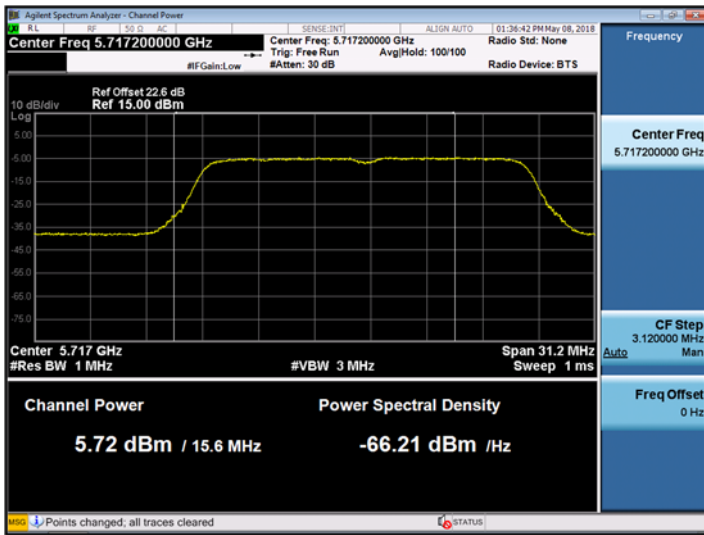 Agilent Spectrum Analyzer - Channel Power
RL RF 50 Ω AC SENSE:INT ALIGN AUTO 01:36:42 PM May 08, 2018
Center Freq 5.717200000 GHz
Center Freq: 5.717200000 GHz Radio Std: None
Trig: Free Run Avg|Hold: 100/100
#IFGain:Low #Atten: 30 dB Radio Device: BTS
Ref Offset 22.6 dB
10 dB/div Ref 15.00 dBm
Log
5.00
-5.00
-15.0
-25.0
-35.0
-45.0
-55.0
-65.0
-75.0
Center 5.717 GHz Span 31.2 MHz
#Res BW 1 MHz #VBW 3 MHz Sweep 1 ms
Channel Power Power Spectral Density
5.72 dBm / 15.6 MHz -66.21 dBm /Hz
MSG Points changed; all traces cleared STATUS
Frequency
Center Freq
5.717200000 GHz
CF Step
3.120000 MHz
Auto Man
Freq Offset
0 Hz